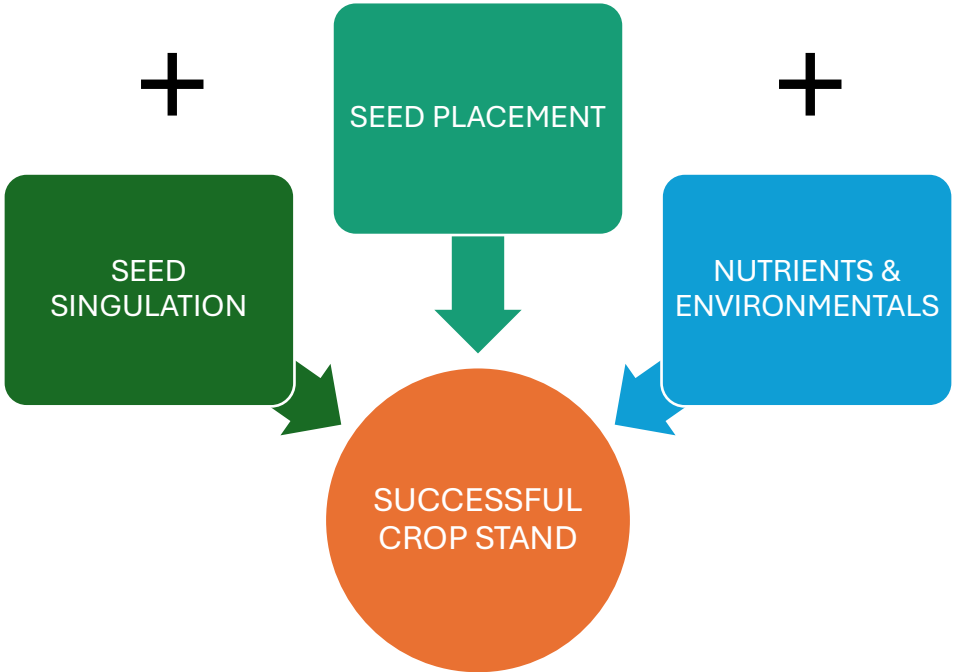 +
+
SEED PLACEMENT
SEED
SINGULATION
NUTRIENTS &
ENVIRONMENTALS
SUCCESSFUL
CROP STAND